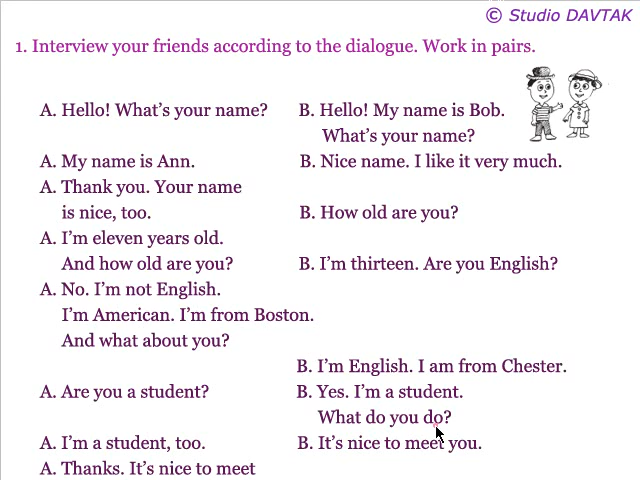 © Studio DAVTAK
1. Interview your friends according to the dialogue. Work in pairs.
A. Hello! What's your name? B. Hello! My name is Bob.
What's your name?
A. My name is Ann. B. Nice name. I like it very much.
A. Thank you. Your name
is nice, too. B. How old are you?
A. I'm eleven years old.
And how old are you? B. I'm thirteen. Are you English?
A. No. I'm not English.
I'm American. I'm from Boston.
And what about you?
B. I'm English. I am from Chester.
A. Are you a student? B. Yes. I'm a student.
What do you do?
A. I'm a student, too. B. It's nice to meet you.
A. Thanks. It's nice to meet